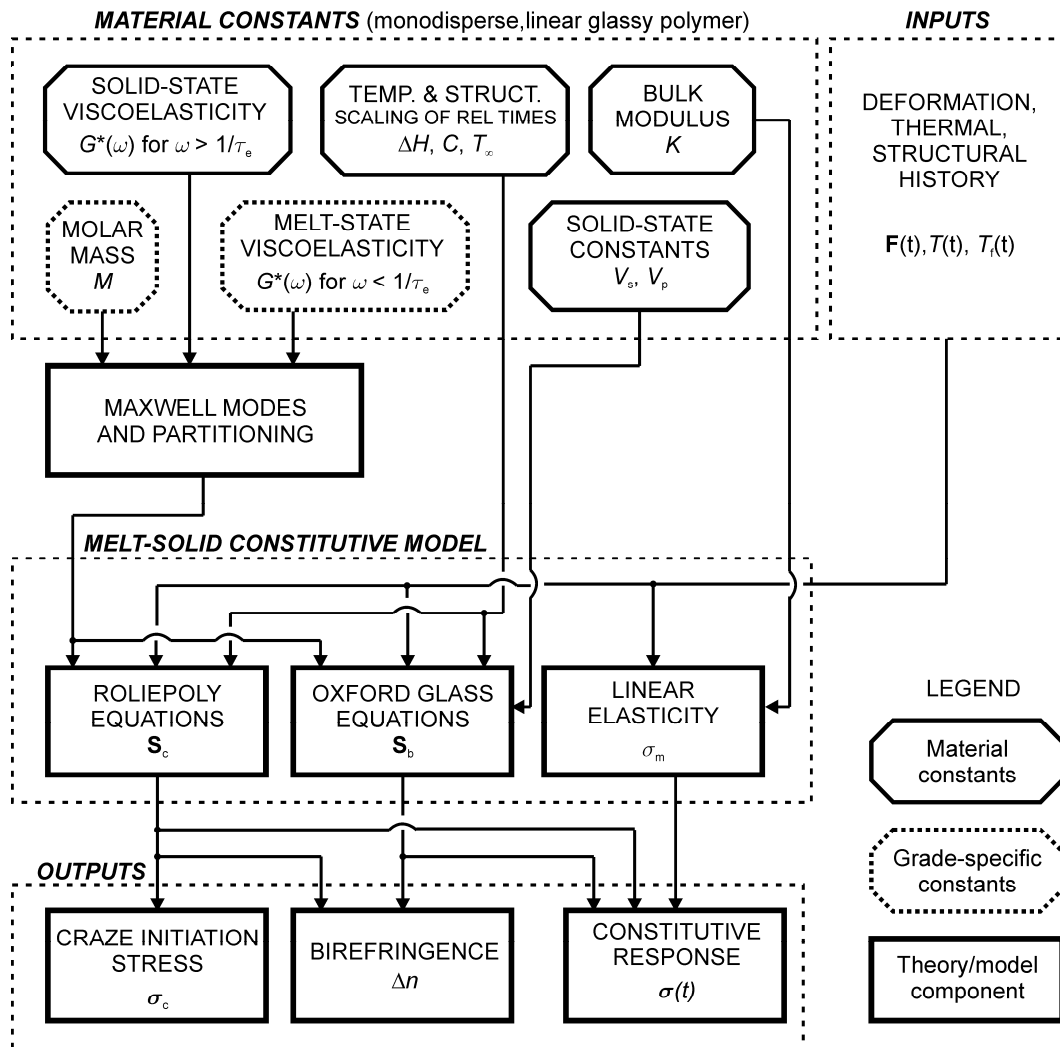 MATERIAL CONSTANTS (monodisperse,linear glassy polymer)
INPUTS
SOLID-STATE
VISCOELASTICITY
G*(ω) for ω > 1/τe
TEMP. & STRUCT.
SCALING OF REL TIMES
ΔH, C, T∞
BULK
MODULUS
K
DEFORMATION,
THERMAL,
STRUCTURAL
HISTORY
F(t),T(t), Tf(t)
MOLAR
MASS
M
MELT-STATE
VISCOELASTICITY
G*(ω) for ω < 1/τe
SOLID-STATE
CONSTANTS
Vs, Vp
MAXWELL MODES
AND PARTITIONING
MELT-SOLID CONSTITUTIVE MODEL
ROLIEPOLY
EQUATIONS
Sc
OXFORD GLASS
EQUATIONS
Sb
LINEAR
ELASTICITY
σm
OUTPUTS
CRAZE INITIATION
STRESS
σc
BIREFRINGENCE
Δn
CONSTITUTIVE
RESPONSE
σ(t)
LEGEND
Material
constants
Grade-specific
constants
Theory/model
component